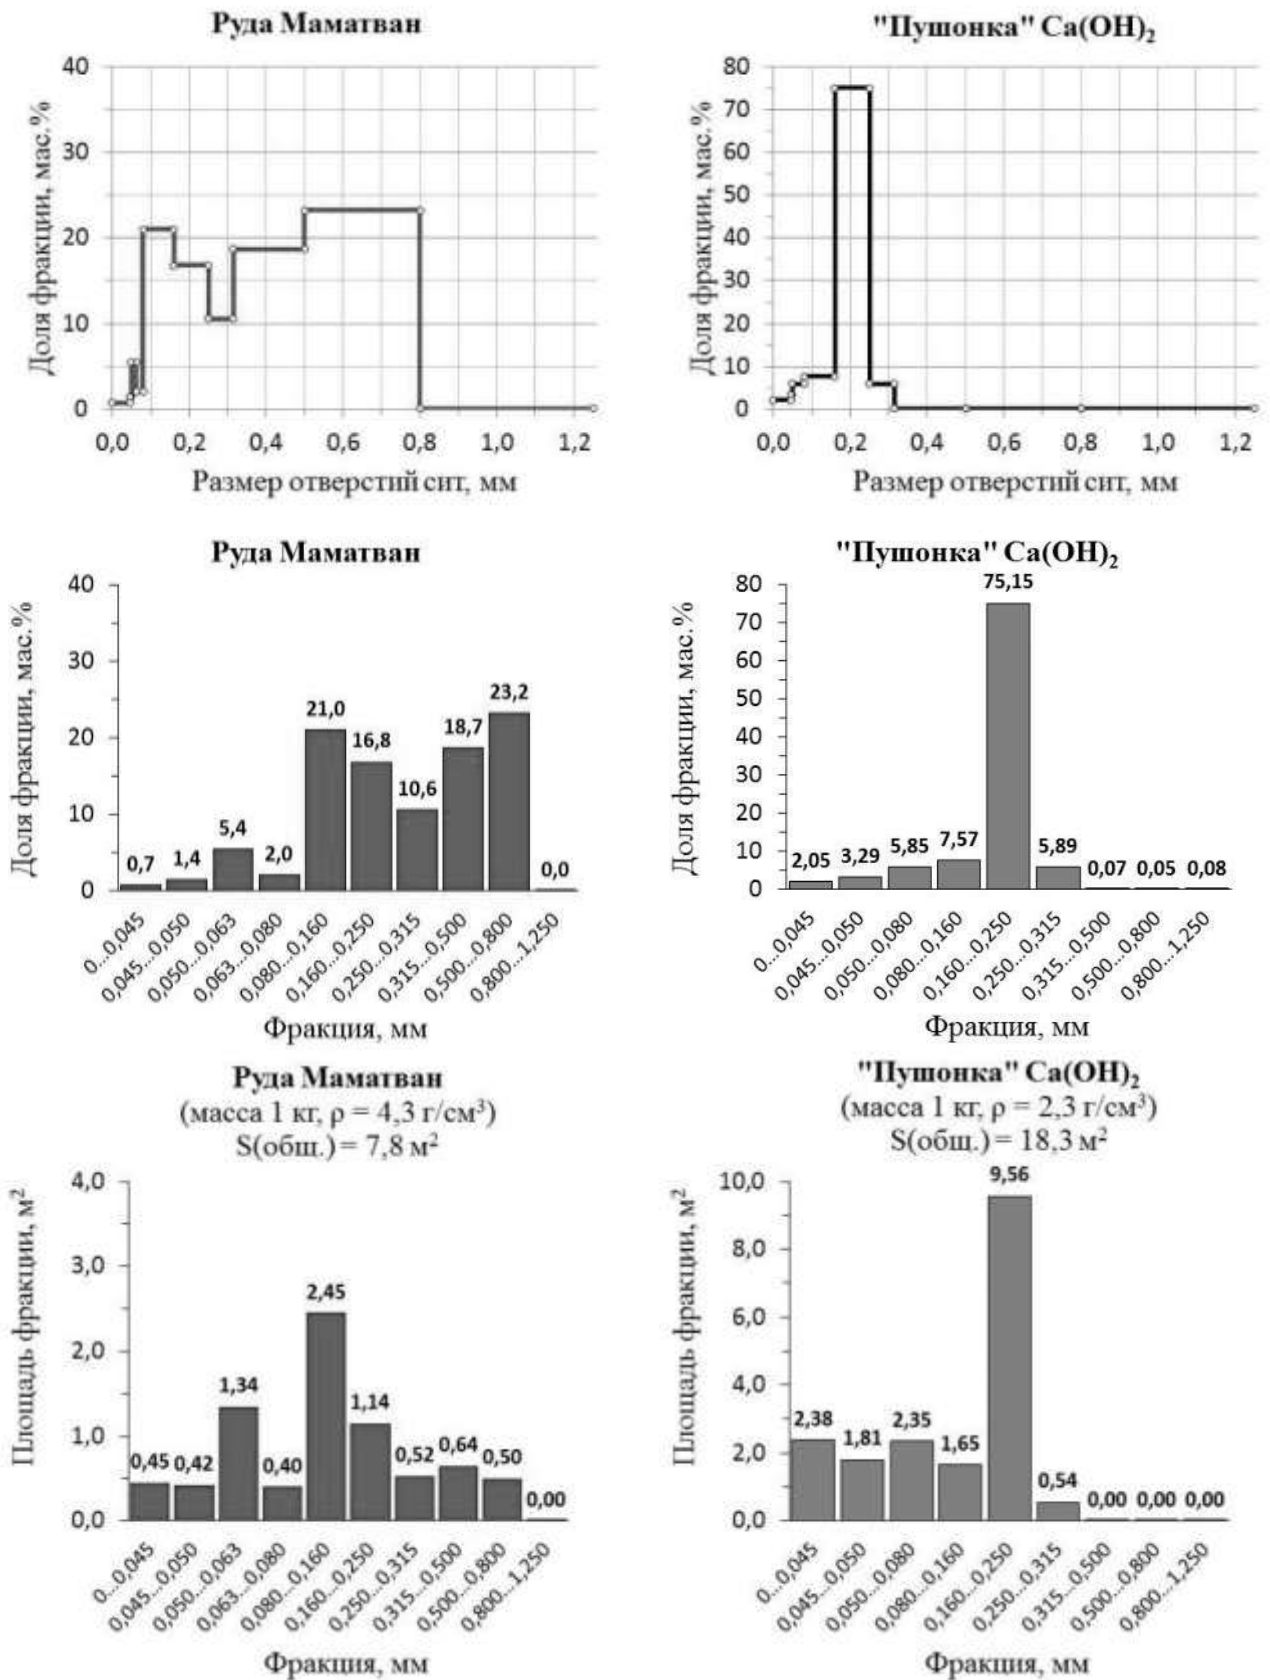 Руда Маматван
40
30
20
10
0
Доля фракции, мас.%
0,0 0,2 0,4 0,6 0,8 1,0 1,2
Размер отверстий сит, мм
"Пушонка" Ca(OH)₂
80
70
60
50
40
30
20
10
0
Доля фракции, мас.%
0,0 0,2 0,4 0,6 0,8 1,0 1,2
Размер отверстий сит, мм
Руда Маматван
40
30
20
10
0
Доля фракции, мас.%
0,7 1,4 5,4 2,0 21,0 16,8 10,6 18,7 23,2 0,0
0...0,045
0,045...0,050
0,050...0,063
0,063...0,080
0,080...0,160
0,160...0,250
0,250...0,315
0,315...0,500
0,500...0,800
0,800...1,250
Фракция, мм
"Пушонка" Ca(OH)₂
80
70
60
50
40
30
20
10
0
Доля фракции, мас.%
2,05 3,29 5,85 7,57 75,15 5,89 0,07 0,05 0,08
0...0,045
0,045...0,050
0,050...0,080
0,080...0,160
0,160...0,250
0,250...0,315
0,315...0,500
0,500...0,800
0,800...1,250
Фракция, мм
Руда Маматван
(масса 1 кг, ρ = 4,3 г/см³)
S(общ.) = 7,8 м²
4,0
3,0
2,0
1,0
0,0
Площадь фракции, м²
0,45 0,42 1,34 0,40 2,45 1,14 0,52 0,64 0,50 0,00
0...0,045
0,045...0,050
0,050...0,063
0,063...0,080
0,080...0,160
0,160...0,250
0,250...0,315
0,315...0,500
0,500...0,800
0,800...1,250
Фракция, мм
"Пушонка" Ca(OH)₂
(масса 1 кг, ρ = 2,3 г/см³)
S(общ.) = 18,3 м²
10,0
8,0
6,0
4,0
2,0
0,0
Площадь фракции, м²
2,38 1,81 2,35 1,65 9,56 0,54 0,00 0,00 0,00
0...0,045
0,045...0,050
0,050...0,080
0,080...0,160
0,160...0,250
0,250...0,315
0,315...0,500
0,500...0,800
0,800...1,250
Фракция, мм